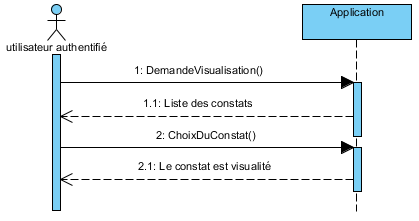 Application
utilisateur authentifié
1: DemandeVisualisation()
1.1: Liste des constats
2: ChoixDuConstat()
2.1: Le constat est visualité